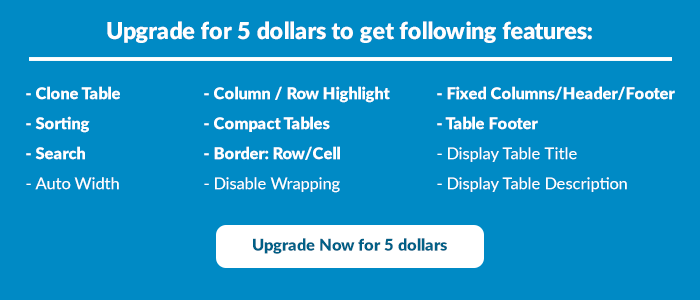 Upgrade for 5 dollars to get following features:
- Clone Table
- Sorting
- Search
- Auto Width
- Column / Row Highlight
- Compact Tables
- Border: Row/Cell
- Disable Wrapping
- Fixed Columns/Header/Footer
- Table Footer
- Display Table Title
- Display Table Description
Upgrade Now for 5 dollars